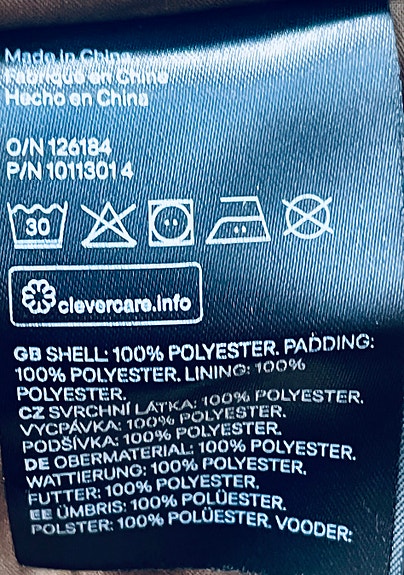 Made in China
Fabriqué en Chine
Hecho en China
O/N 126184
P/N 10113014
30
clevercare.info
GB SHELL: 100% POLYESTER. PADDING:
100% POLYESTER. LINING: 100%
POLYESTER.
CZ SVRCHNÍ LÁTKA: 100% POLYESTER.
VYCPÁVKA: 100% POLYESTER.
PODŠÍVKA: 100% POLYESTER.
DE OBERMATERIAL: 100% POLYESTER.
WATTIERUNG: 100% POLYESTER.
FUTTER: 100% POLYESTER.
EE ÜMBRIS: 100% POLÜESTER.
POLSTER: 100% POLÜESTER. VOODER: